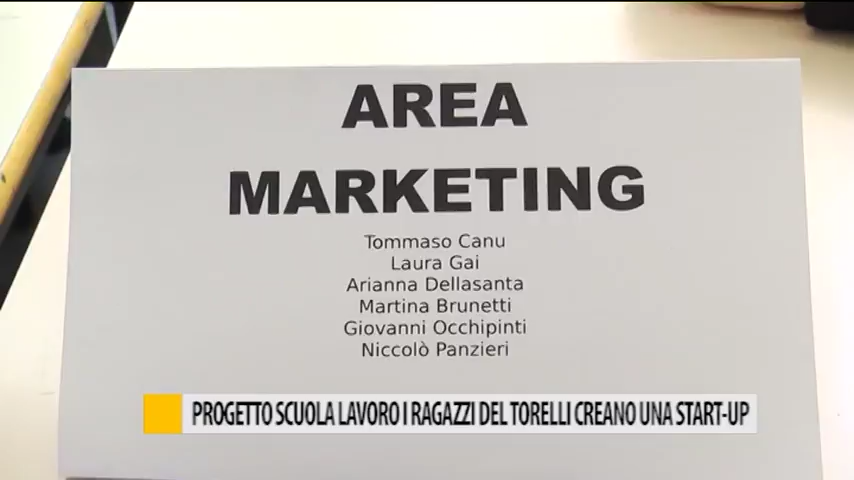 AREA
MARKETING
Tommaso Canu
Laura Gai
Arianna Dellasanta
Martina Brunetti
Giovanni Occhipinti
Niccolò Panzieri
PROGETTO SCUOLA LAVORO I RAGAZZI DEL TORELLI CREANO UNA START-UP